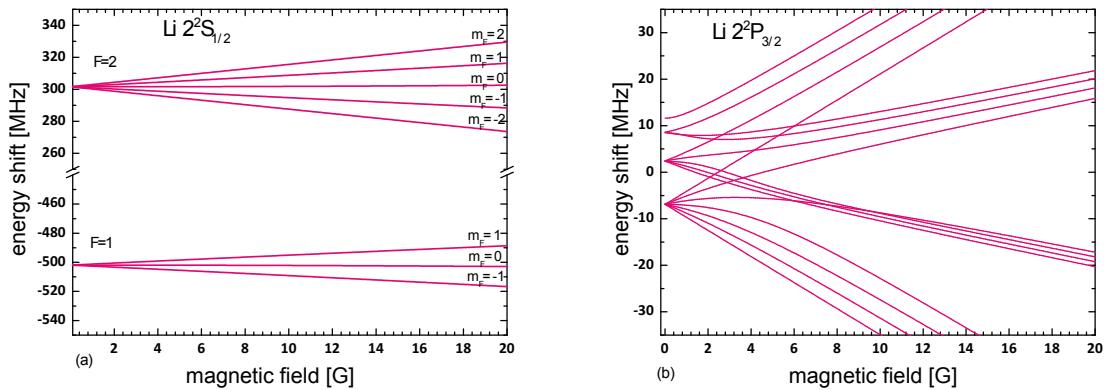 Li 2²S₁/₂
energy shift [MHz]
340
320
300
280
260
-460
-480
-500
-520
-540
F=2
m_F=2
m_F=1
m_F=0
m_F=-1
m_F=-2
F=1
m_F=1
m_F=0
m_F=-1
2 4 6 8 10 12 14 16 18 20
(a)
magnetic field [G]
Li 2²P₃/₂
energy shift [MHz]
30
20
10
0
-10
-20
-30
0 2 4 6 8 10 12 14 16 18 20
(b)
magnetic field [G]